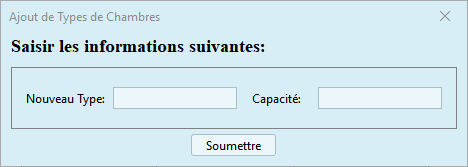 Ajout de Types de Chambres
Saisir les informations suivantes:
Nouveau Type: Capacité:
Soumettre